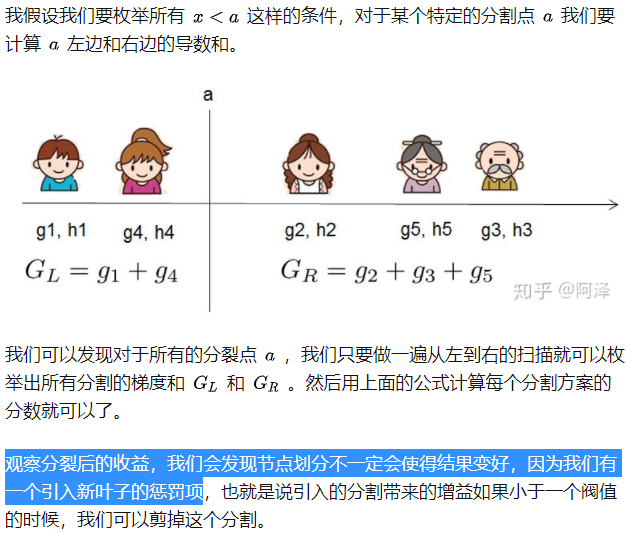 我假设我们要枚举所有 x < a 这样的条件，对于某个特定的分割点 a 我们要
计算 a 左边和右边的导数和。
a
g1, h1 g4, h4 g2, h2 g5, h5 g3, h3
G_L = g_1 + g_4 G_R = g_2 + g_3 + g_5
知乎 @阿泽
我们可以发现对于所有的分裂点 a ，我们只要做一遍从左到右的扫描就可以枚
举出所有分割的梯度和 G_L 和 G_R 。然后用上面的公式计算每个分割方案的
分数就可以了。
观察分裂后的收益，我们会发现节点划分不一定会使得结果变好，因为我们有
一个引入新叶子的惩罚项，也就是说引入的分割带来的增益如果小于一个阀值
的时候，我们可以剪掉这个分割。